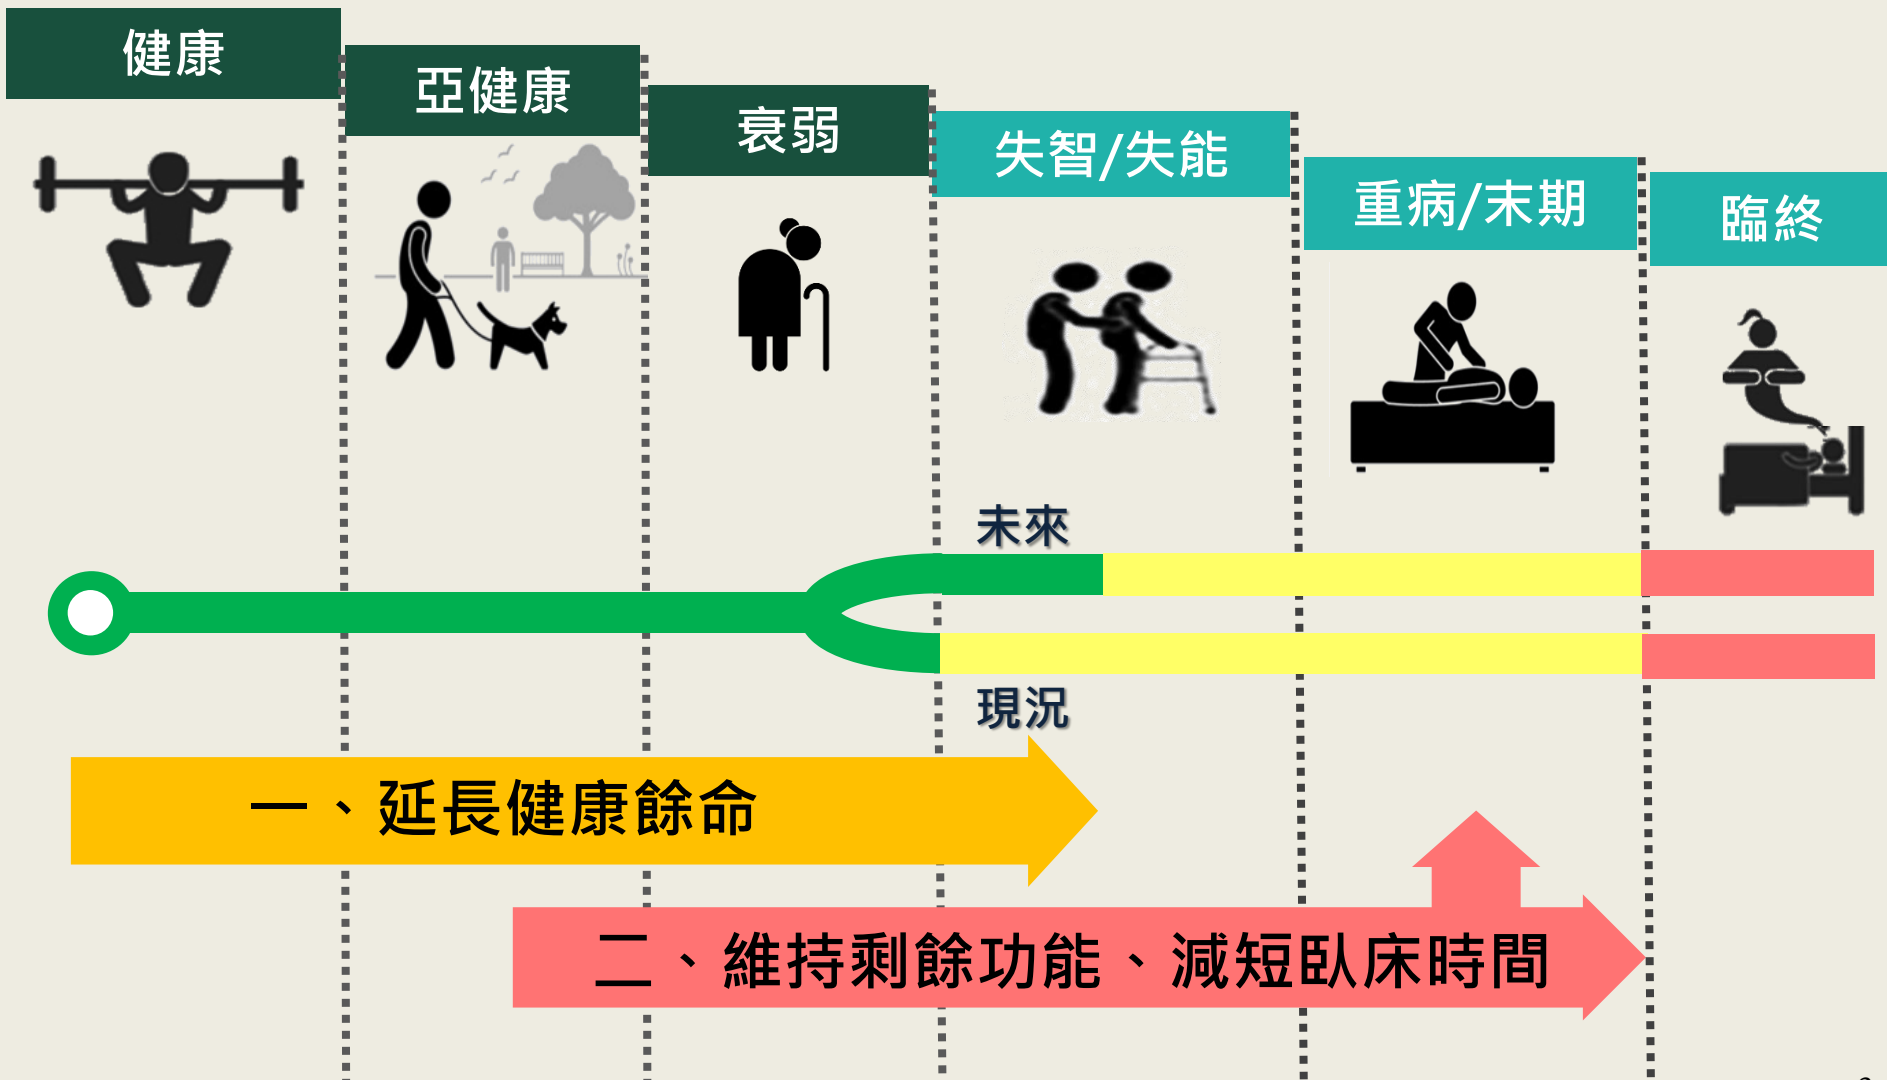 健康
亞健康
衰弱
失智/失能
重病/末期
臨終
未來
現況
一、延長健康餘命
二、維持剩餘功能、減短臥床時間